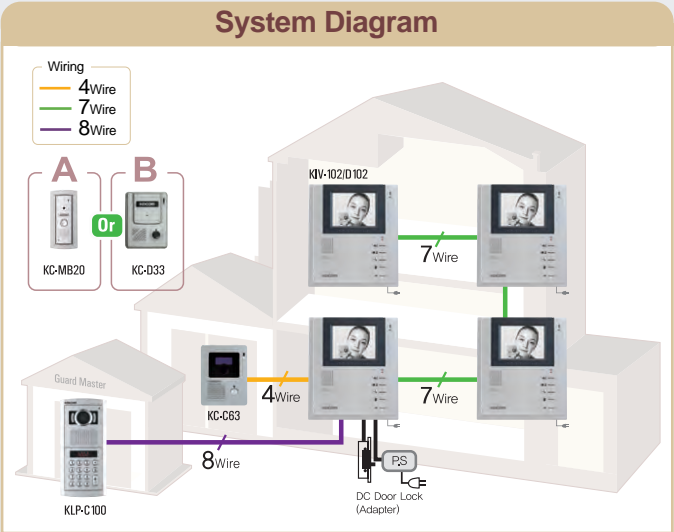 System Diagram
Wiring
4Wire
7Wire
8Wire
A
B
Or
KC-MB20
KC-D33
KIV-102/D102
7Wire
4Wire
7Wire
KC-C63
Guard Master
8Wire
P.S
DC Door Lock
(Adapter)
KLP-C100